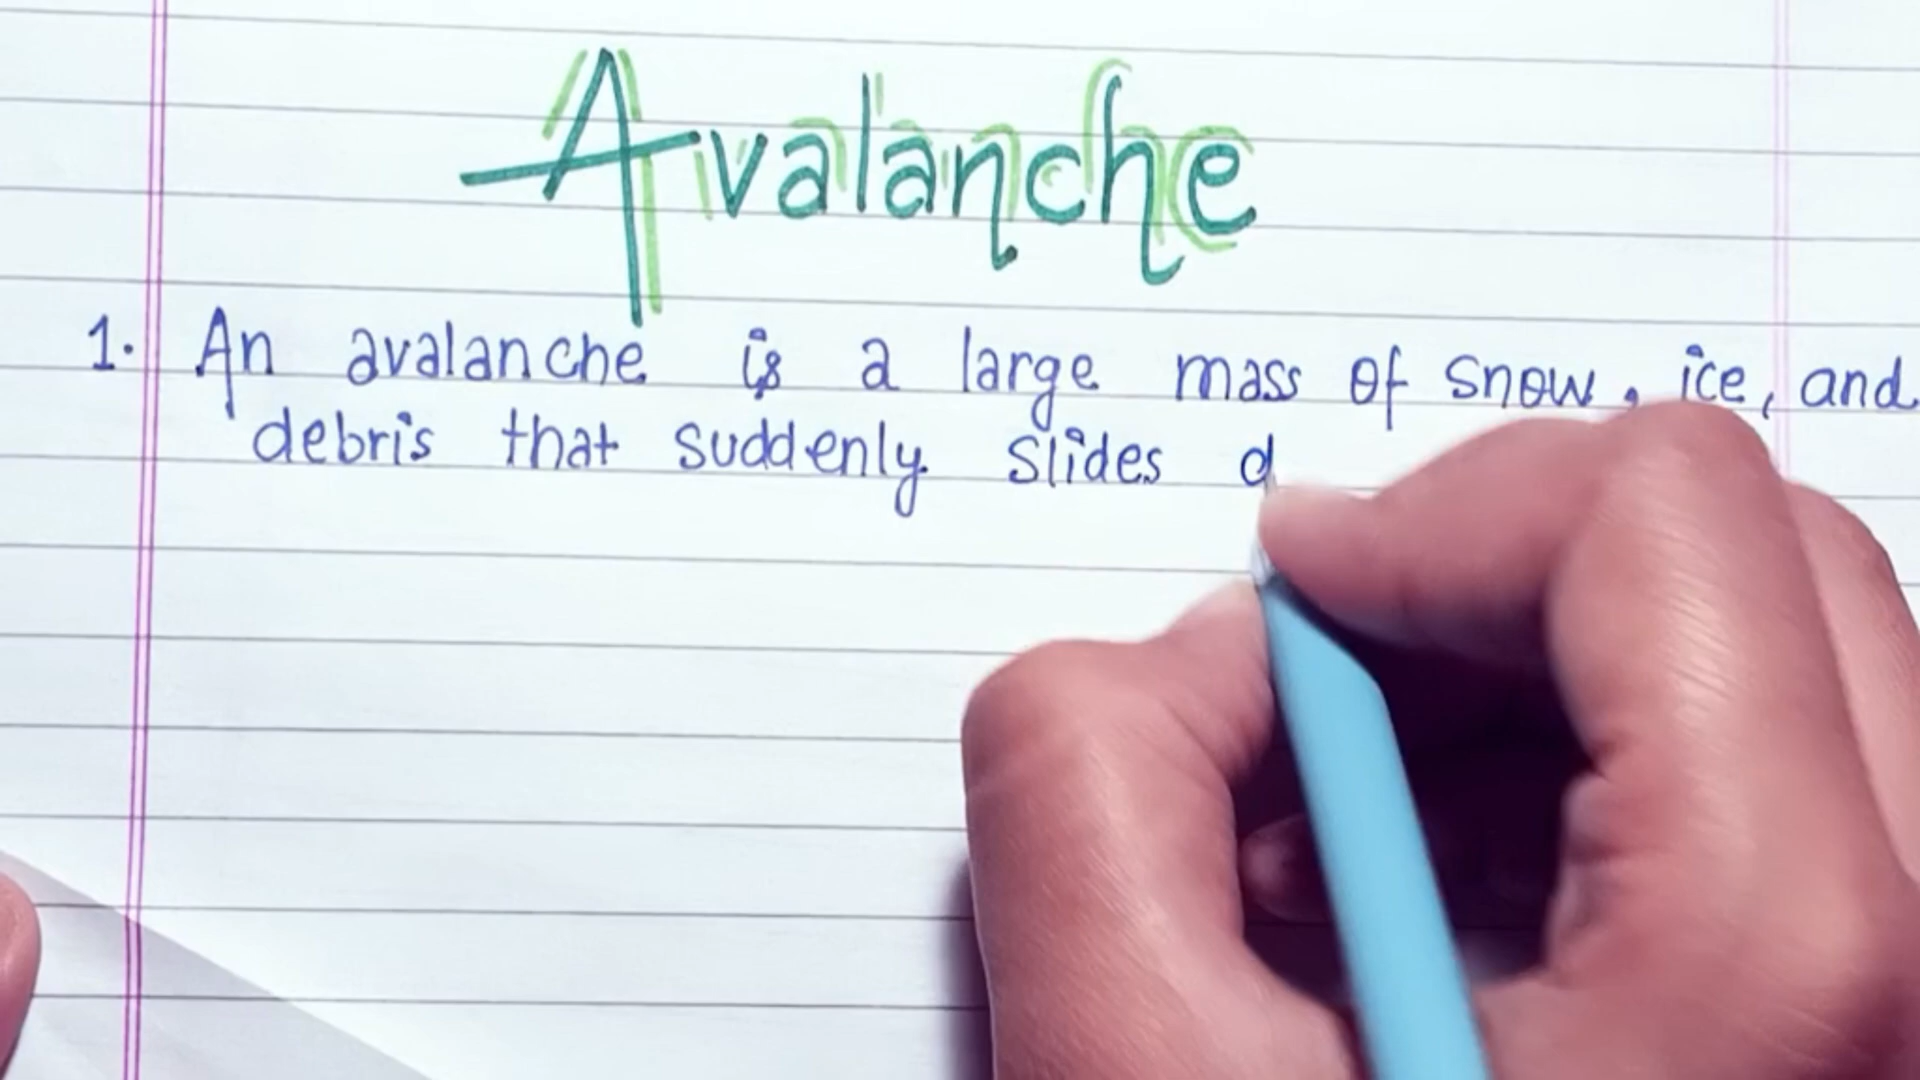 Avalanche
1. An avalanche is a large mass of snow, ice, and
debris that suddenly slides d